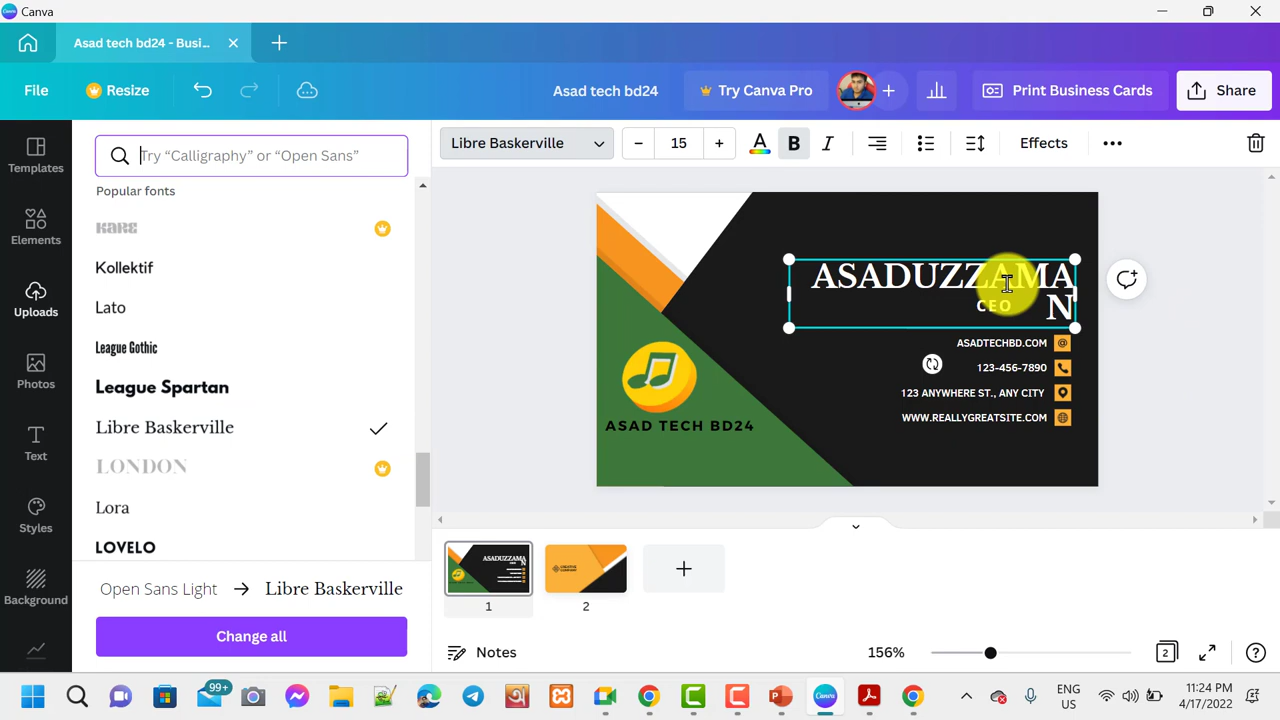 Canva
Asad tech bd24 - Busi...
File
Resize
Asad tech bd24
Try Canva Pro
Print Business Cards
Share
Templates
Elements
Uploads
Photos
Text
Styles
Background
Try “Calligraphy” or “Open Sans”
Popular fonts
KARE
Kollektif
Lato
League Gothic
League Spartan
Libre Baskerville
LONDON
Lora
LOVELO
Open Sans Light → Libre Baskerville
Change all
Libre Baskerville
– 15 +
A
B
I
Effects
ASADUZZAMA
N
CEO
ASADTECHBD.COM
123-456-7890
123 ANYWHERE ST., ANY CITY
WWW.REALLYGREATSITE.COM
ASAD TECH BD24
1
2
Notes
156%
2
99+
ENG
US
11:24 PM
4/17/2022